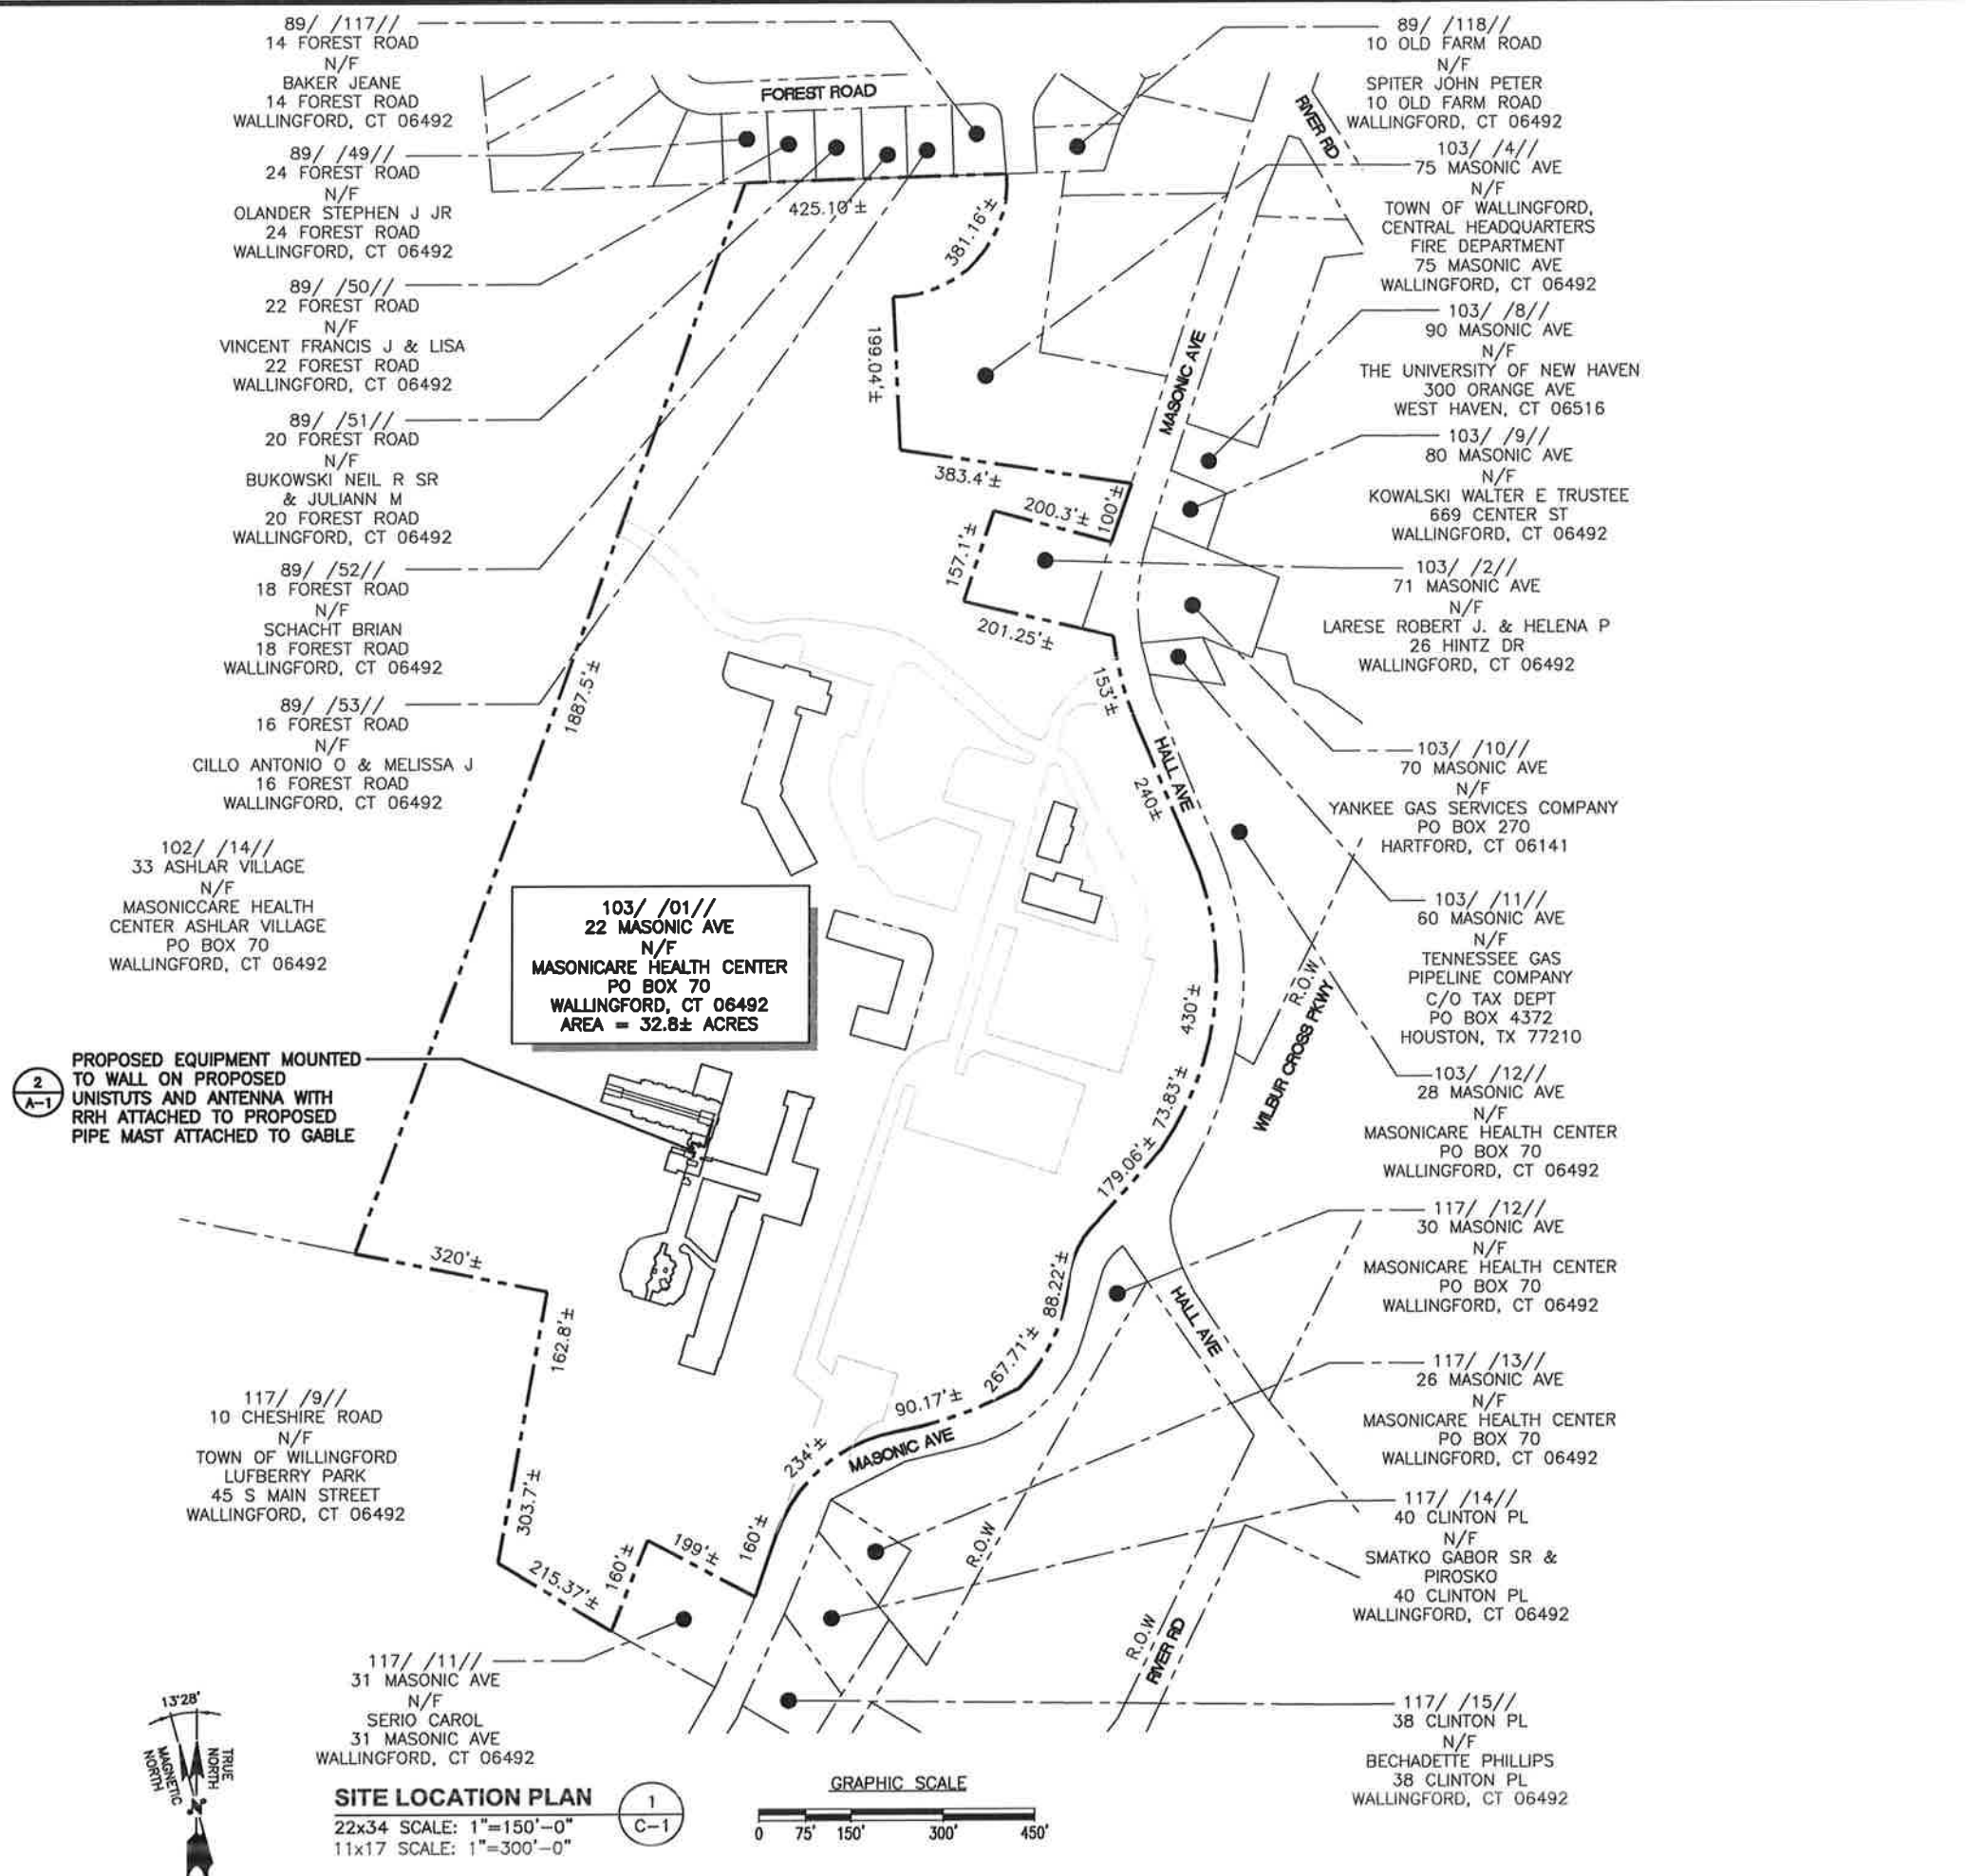 89/ /117//
14 FOREST ROAD
N/F
BAKER JEANE
14 FOREST ROAD
WALLINGFORD, CT 06492
89/ /49//
24 FOREST ROAD
N/F
OLANDER STEPHEN J JR
24 FOREST ROAD
WALLINGFORD, CT 06492
89/ /50//
22 FOREST ROAD
N/F
VINCENT FRANCIS J & LISA
22 FOREST ROAD
WALLINGFORD, CT 06492
89/ /51//
20 FOREST ROAD
N/F
BUKOWSKI NEIL R SR
& JULIANN M
20 FOREST ROAD
WALLINGFORD, CT 06492
89/ /52//
18 FOREST ROAD
N/F
SCHACHT BRIAN
18 FOREST ROAD
WALLINGFORD, CT 06492
89/ /53//
16 FOREST ROAD
N/F
CILLO ANTONIO O & MELISSA J
16 FOREST ROAD
WALLINGFORD, CT 06492
102/ /14//
33 ASHLAR VILLAGE
N/F
MASONICCARE HEALTH
CENTER ASHLAR VILLAGE
PO BOX 70
WALLINGFORD, CT 06492
2
A-1
PROPOSED EQUIPMENT MOUNTED
TO WALL ON PROPOSED
UNISTUTS AND ANTENNA WITH
RRH ATTACHED TO PROPOSED
PIPE MAST ATTACHED TO GABLE
117/ /9//
10 CHESHIRE ROAD
N/F
TOWN OF WILLINGFORD
LUFBERRY PARK
45 S MAIN STREET
WALLINGFORD, CT 06492
117/ /11//
31 MASONIC AVE
N/F
SERIO CAROL
31 MASONIC AVE
WALLINGFORD, CT 06492
FOREST ROAD
425.10'±
381.16'±
199.04'±
383.4'±
100'±
200.3'±
157.1'±
201.25'±
153'±
HALL AVE
240±
430'±
73.83'±
179.06'±
88.22'±
267.71'±
90.17'±
MASONIC AVE
234'±
160'±
199'±
160'±
215.37'±
303.7'±
162.8'±
320'±
1887.5'±
103/ /01//
22 MASONIC AVE
N/F
MASONICARE HEALTH CENTER
PO BOX 70
WALLINGFORD, CT 06492
AREA = 32.8± ACRES
RIVER RD
MASONIC AVE
R.O.W
WILBUR CROSS PKWY
HALL AVE
R.O.W
R.O.W
RIVER RD
89/ /118//
10 OLD FARM ROAD
N/F
SPITER JOHN PETER
10 OLD FARM ROAD
WALLINGFORD, CT 06492
103/ /4//
75 MASONIC AVE
N/F
TOWN OF WALLINGFORD,
CENTRAL HEADQUARTERS
FIRE DEPARTMENT
75 MASONIC AVE
WALLINGFORD, CT 06492
103/ /8//
90 MASONIC AVE
N/F
THE UNIVERSITY OF NEW HAVEN
300 ORANGE AVE
WEST HAVEN, CT 06516
103/ /9//
80 MASONIC AVE
N/F
KOWALSKI WALTER E TRUSTEE
669 CENTER ST
WALLINGFORD, CT 06492
103/ /2//
71 MASONIC AVE
N/F
LARESE ROBERT J. & HELENA P
26 HINTZ DR
WALLINGFORD, CT 06492
103/ /10//
70 MASONIC AVE
N/F
YANKEE GAS SERVICES COMPANY
PO BOX 270
HARTFORD, CT 06141
103/ /11//
60 MASONIC AVE
N/F
TENNESSEE GAS
PIPELINE COMPANY
C/O TAX DEPT
PO BOX 4372
HOUSTON, TX 77210
103/ /12//
28 MASONIC AVE
N/F
MASONICARE HEALTH CENTER
PO BOX 70
WALLINGFORD, CT 06492
117/ /12//
30 MASONIC AVE
N/F
MASONICARE HEALTH CENTER
PO BOX 70
WALLINGFORD, CT 06492
117/ /13//
26 MASONIC AVE
N/F
MASONICARE HEALTH CENTER
PO BOX 70
WALLINGFORD, CT 06492
117/ /14//
40 CLINTON PL
N/F
SMATKO GABOR SR &
PIROSKO
40 CLINTON PL
WALLINGFORD, CT 06492
117/ /15//
38 CLINTON PL
N/F
BECHADETTE PHILLIPS
38 CLINTON PL
WALLINGFORD, CT 06492
13°28'
TRUE
NORTH
MAGNETIC
NORTH
N
SITE LOCATION PLAN
22x34 SCALE: 1"=150'-0"
11x17 SCALE: 1"=300'-0"
1
C-1
GRAPHIC SCALE
0 75' 150' 300' 450'